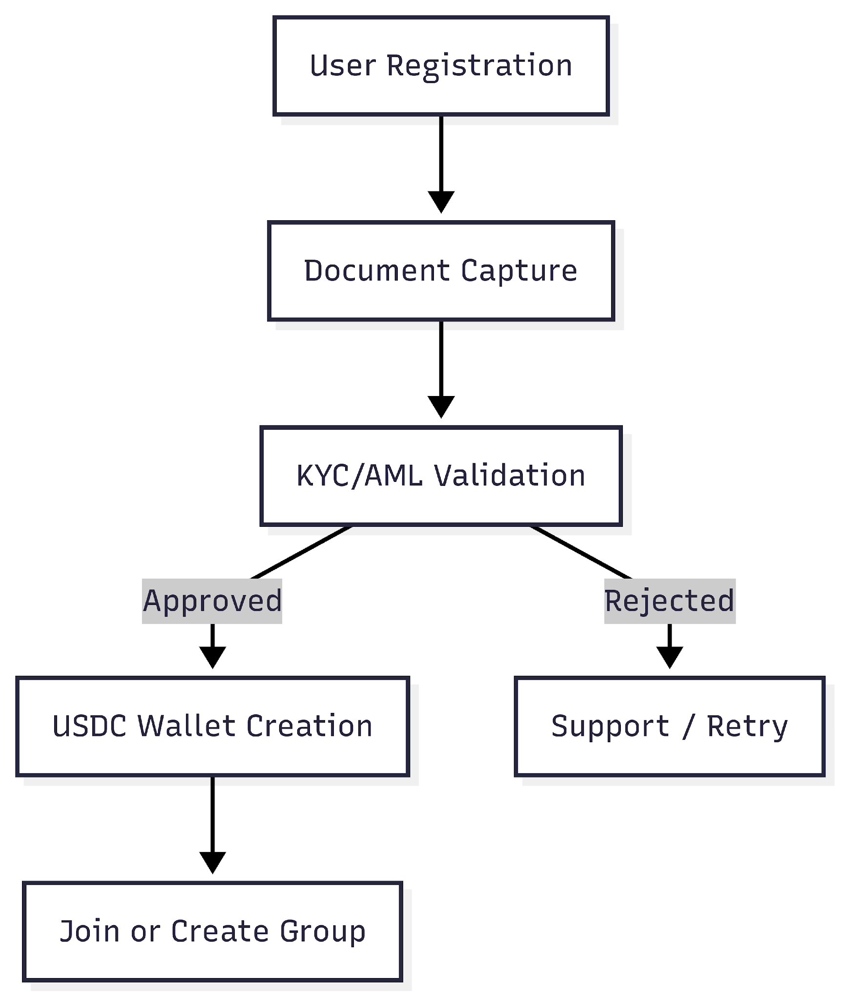 User Registration
Document Capture
KYC/AML Validation
Approved
Rejected
USDC Wallet Creation
Support / Retry
Join or Create Group